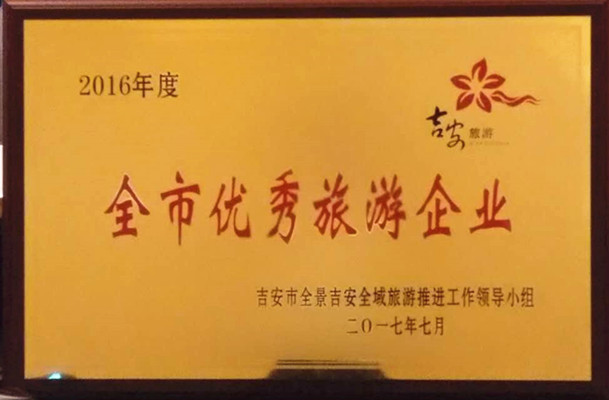 2016年度
吉安 旅游
全市优秀旅游企业
吉安市全景吉安全域旅游推进工作领导小组
二〇一七年七月